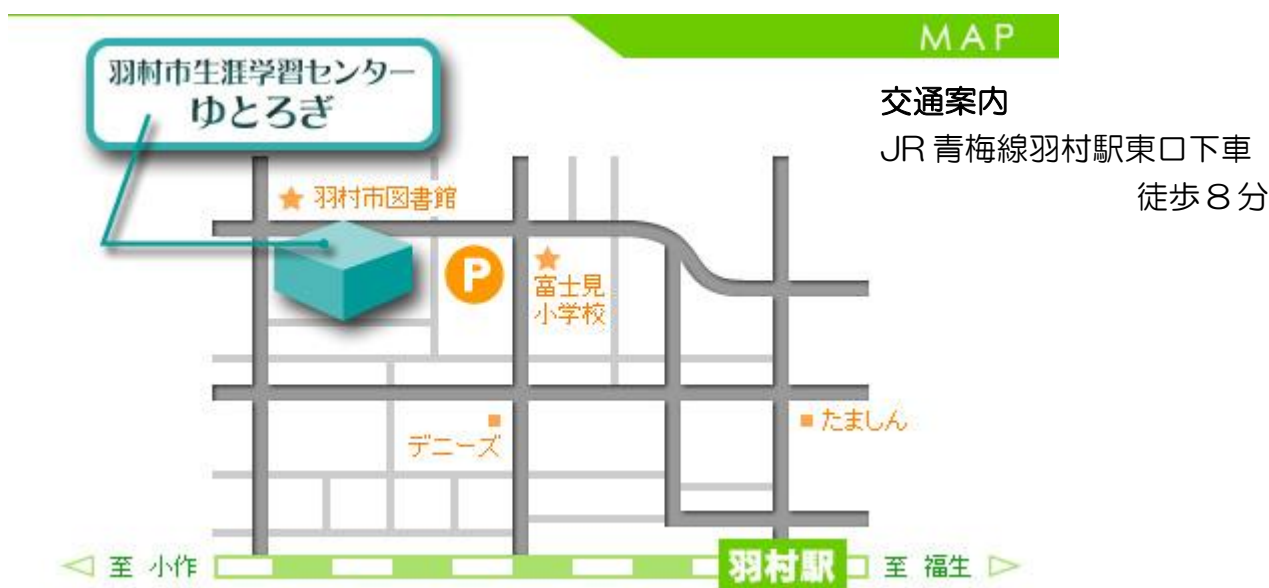 MAP
羽村市生涯学習センター
ゆとろぎ
交通案内
JR青梅線羽村駅東口下車
徒歩8分
羽村市図書館
P
富士見
小学校
たましん
デニーズ
◁ 至 小作
羽村駅
至 福生 ▷